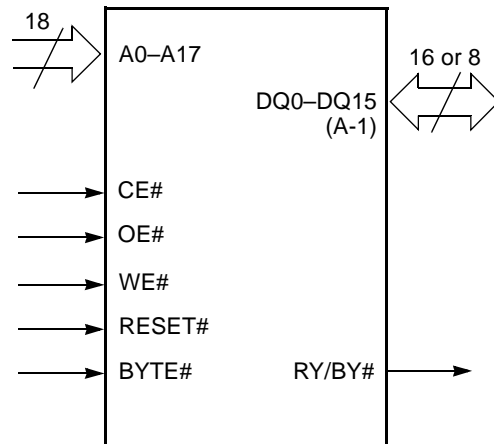 18
A0–A17
16 or 8
DQ0–DQ15
(A-1)
CE#
OE#
WE#
RESET#
BYTE#
RY/BY#